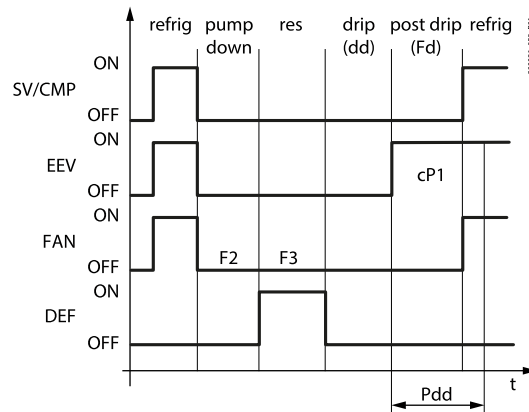 refrig pump down res drip (dd) post drip (Fd) refrig
SV/CMP ON OFF
EEV ON OFF cP1
FAN ON OFF F2 F3
DEF ON OFF
t
Pdd